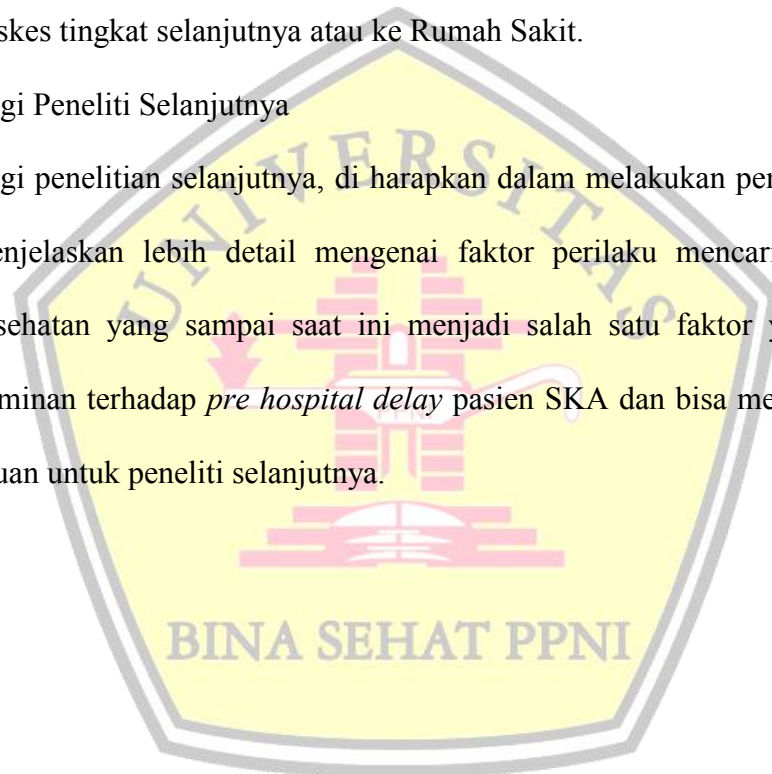 skes tingkat selanjutnya atau ke Rumah Sakit.
gi Peneliti Selanjutnya
gi penelitian selanjutnya, di harapkan dalam melakukan per
enjelaskan lebih detail mengenai faktor perilaku mencari
sehatan yang sampai saat ini menjadi salah satu faktor y
minan terhadap pre hospital delay pasien SKA dan bisa me
uan untuk peneliti selanjutnya.
UNIVERSITAS
BINA SEHAT PPNI